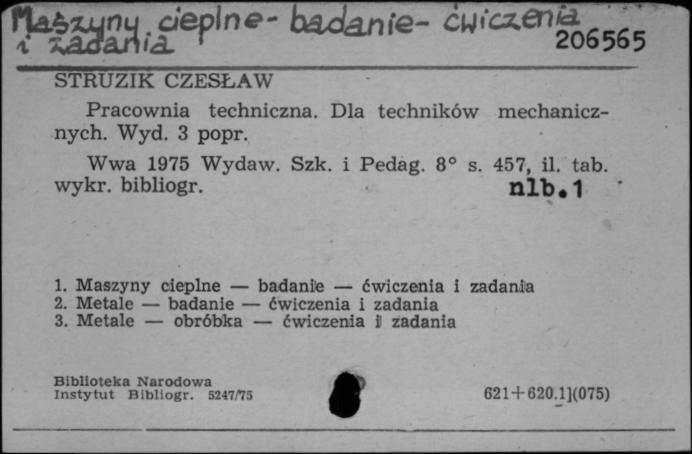 Maszyny cieplne - badanie - ćwiczenia
i zadania
206565
STRUZIK CZESŁAW
Pracownia techniczna. Dla techników mechanicz-
nych. Wyd. 3 popr.
Wwa 1975 Wydaw. Szk. i Pedag. 8° s. 457, il. tab.
wykr. bibliogr.
nlb.1
1. Maszyny cieplne — badanie — ćwiczenia i zadania
2. Metale — badanie — ćwiczenia i zadania
3. Metale — obróbka — ćwiczenia i zadania
Biblioteka Narodowa
Instytut Bibliogr. 5247/75
621+620.1](075)